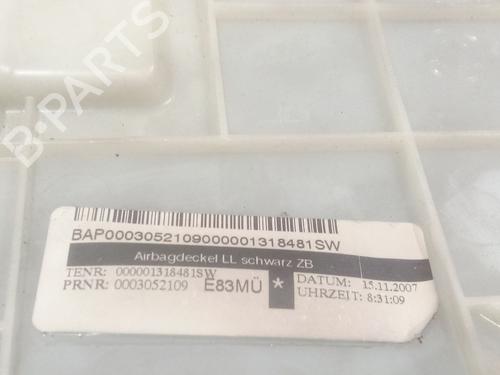 B-PARTS
BAP0003052109000001318481SW
Airbagdeckel LL schwarz ZB
TENR: 000001318481SW
PRNR: 0003052109 E83MÜ *
DATUM: 15.11.2007
UHRZEIT: 8:31:09
B-PARTS